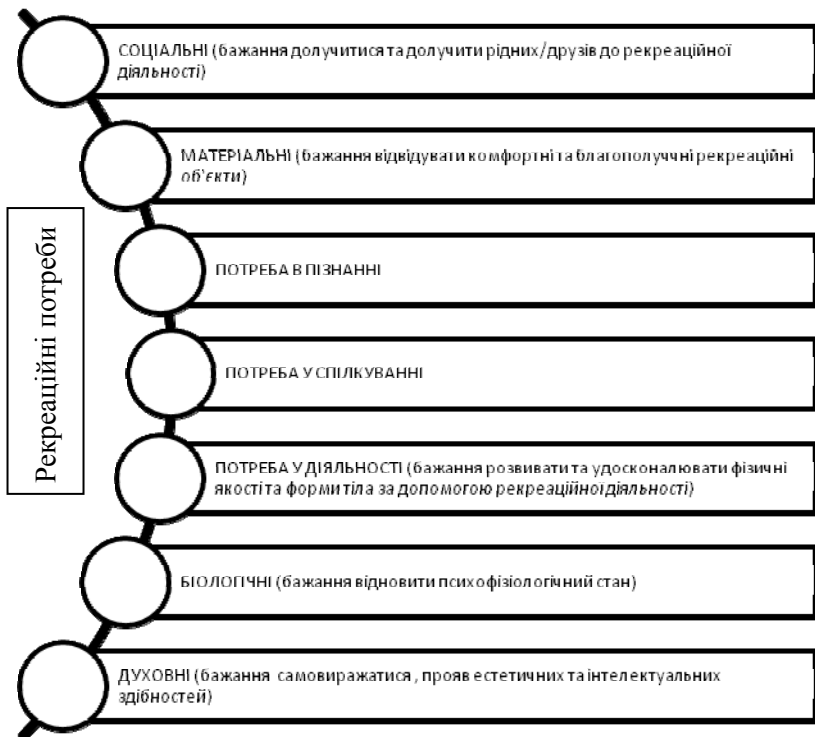 СОЦІАЛЬНІ (бажання долучитися та долучити рідних/друзів до рекреаційної
діяльності)
МАТЕРІАЛЬНІ (бажання відвідувати комфортні та благополуччні рекреаційні
об'єкти)
ПОТРЕБА В ПІЗНАННІ
Рекреаційні потреби
ПОТРЕБА У СПІЛКУВАННІ
ПОТРЕБА У ДІЯЛЬНОСТІ (бажання розвивати та удосконалювати фізичні
якості та форми тіла за допомогою рекреаційної діяльності)
БІОЛОГІЧНІ (бажання відновити психофізіологічний стан)
ДУХОВНІ (бажання самовиражатися , прояв естетичних та інтелектуальних
здібностей)